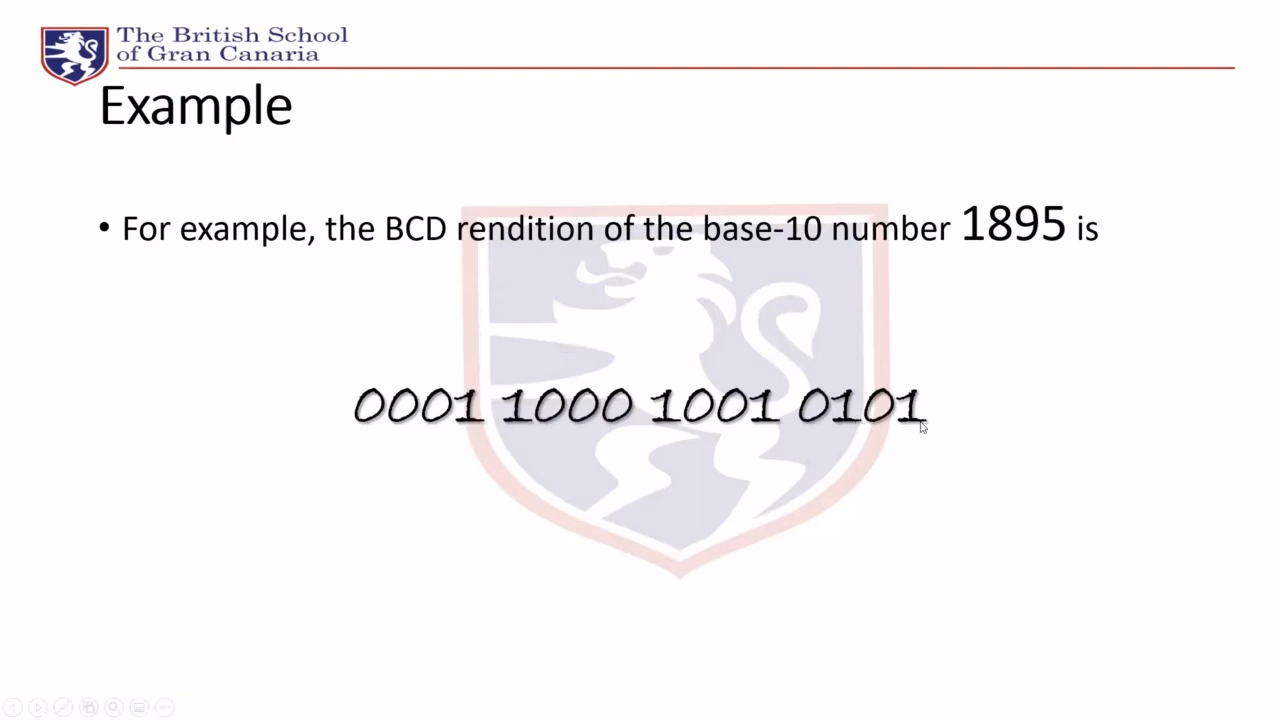 The British School
of Gran Canaria
Example
• For example, the BCD rendition of the base-10 number 1895 is
0001 1000 1001 0101